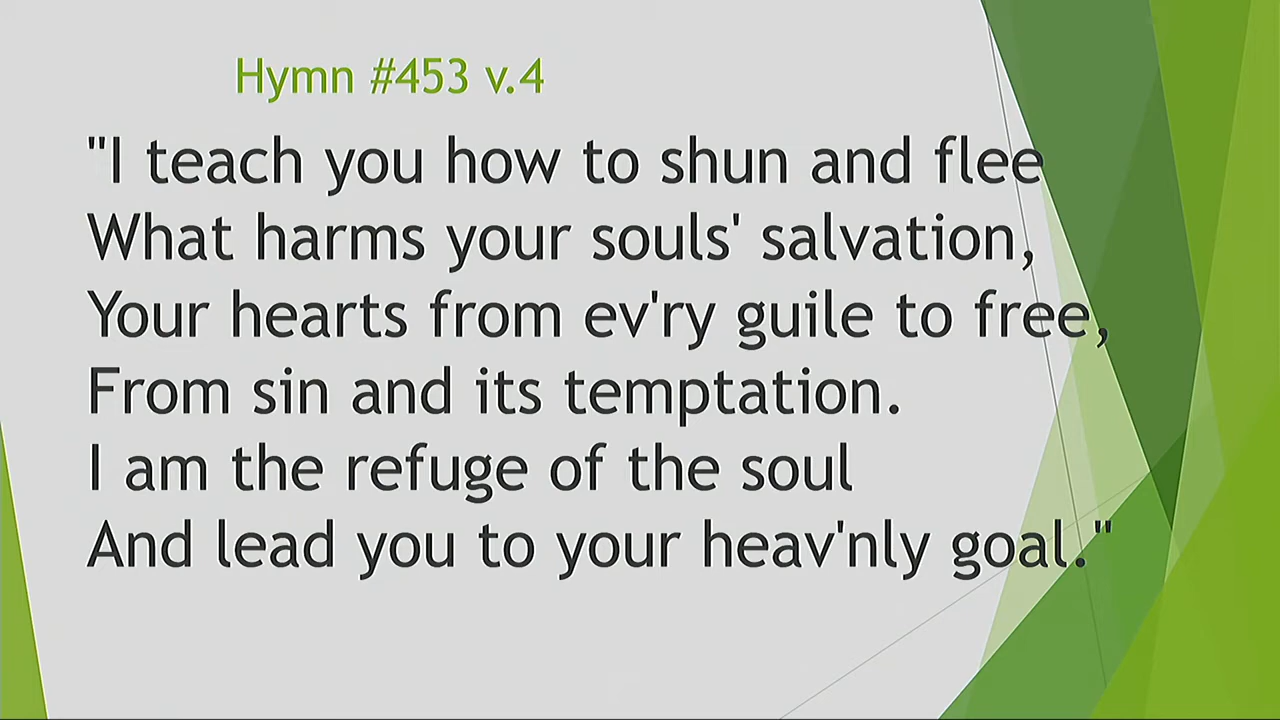 Hymn #453 v.4
"I teach you how to shun and flee
What harms your souls' salvation,
Your hearts from ev'ry guile to free,
From sin and its temptation.
I am the refuge of the soul
And lead you to your heav'nly goal."